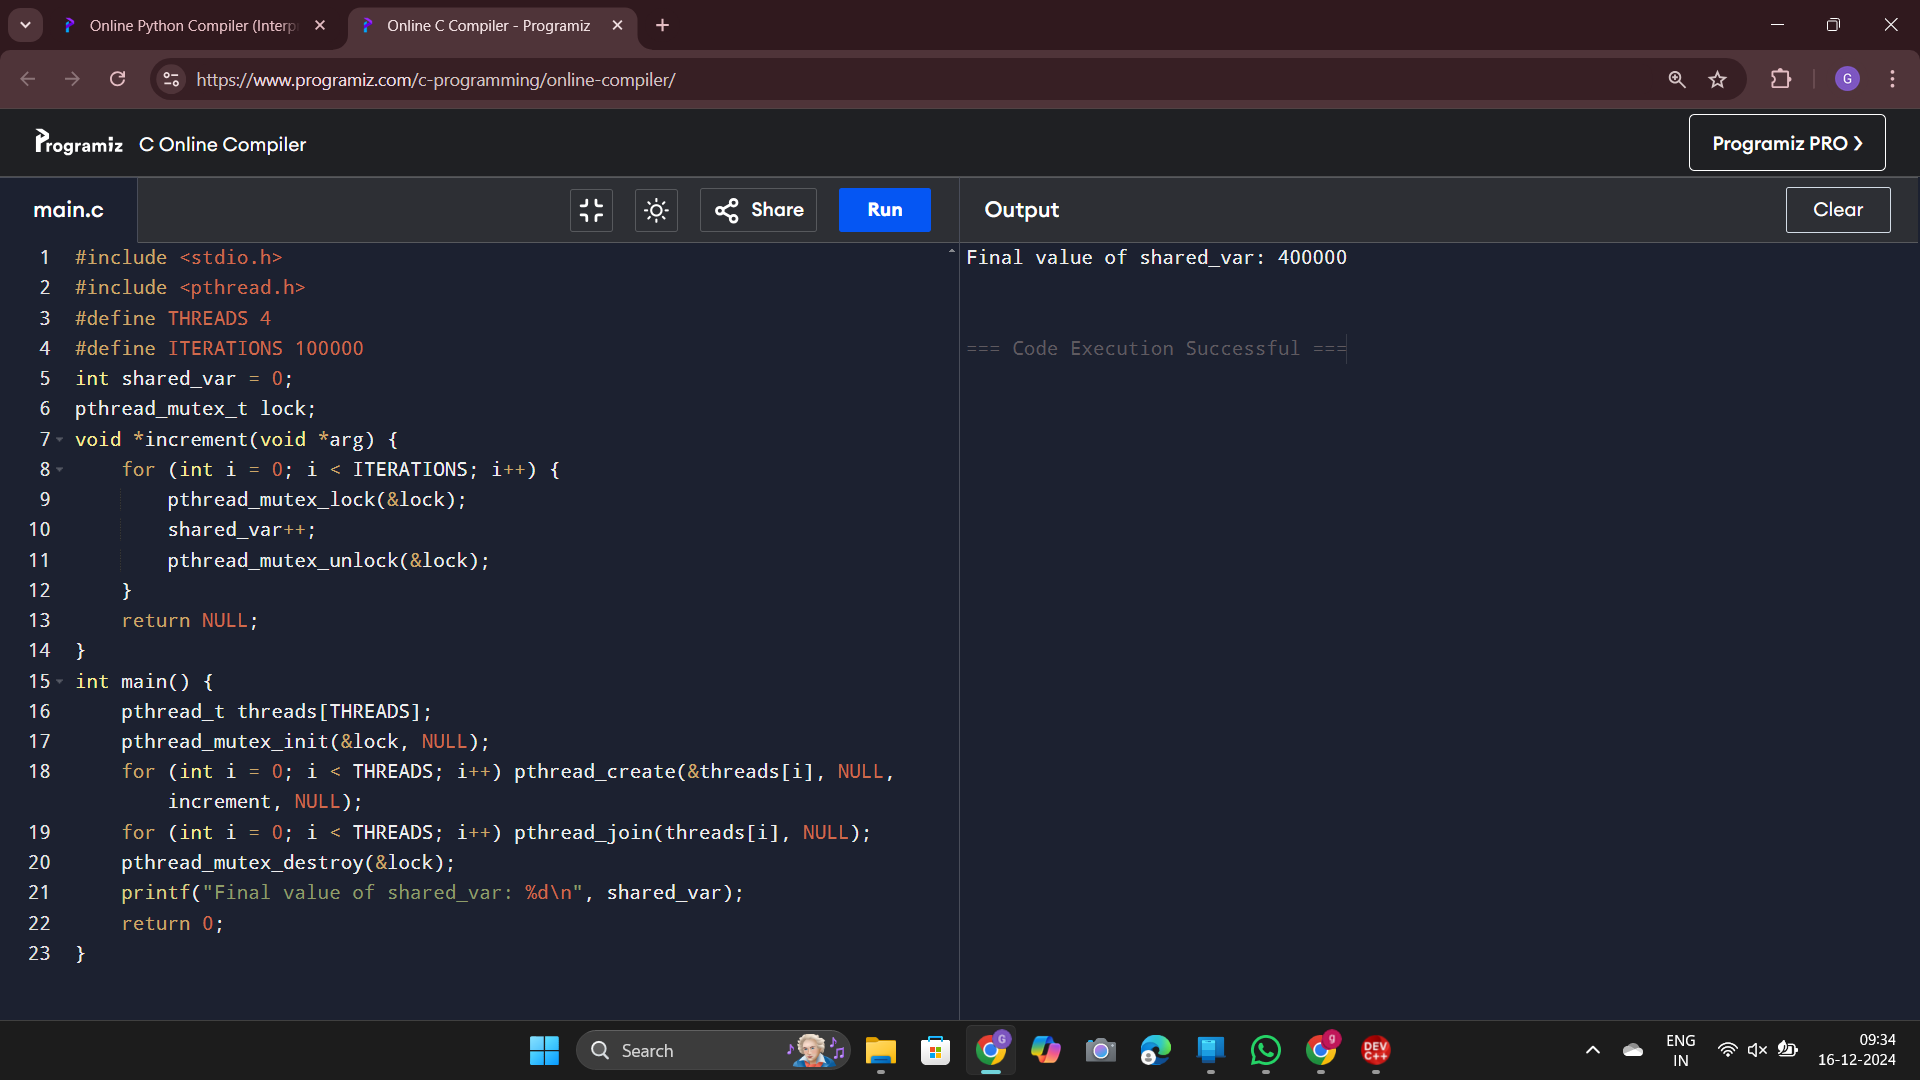 Online Python Compiler (Interp
Online C Compiler - Programiz
https://www.programiz.com/c-programming/online-compiler/
G
Programiz C Online Compiler
Programiz PRO
main.c
Share
Run
Output
Clear
1 #include <stdio.h>
2 #include <pthread.h>
3 #define THREADS 4
4 #define ITERATIONS 100000
5 int shared_var = 0;
6 pthread_mutex_t lock;
7 void *increment(void *arg) {
8     for (int i = 0; i < ITERATIONS; i++) {
9         pthread_mutex_lock(&lock);
10         shared_var++;
11         pthread_mutex_unlock(&lock);
12     }
13     return NULL;
14 }
15 int main() {
16     pthread_t threads[THREADS];
17     pthread_mutex_init(&lock, NULL);
18     for (int i = 0; i < THREADS; i++) pthread_create(&threads[i], NULL,
        increment, NULL);
19     for (int i = 0; i < THREADS; i++) pthread_join(threads[i], NULL);
20     pthread_mutex_destroy(&lock);
21     printf("Final value of shared_var: %d\n", shared_var);
22     return 0;
23 }
Final value of shared_var: 400000
=== Code Execution Successful ===
Search
G
g
DEV
C++
ENG
IN
09:34
16-12-2024